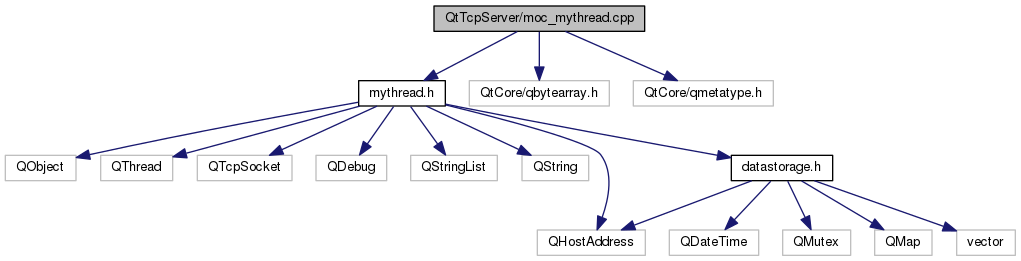 QtTcpServer/moc_mythread.cpp
mythread.h
QtCore/qbytearray.h
QtCore/qmetatype.h
QObject
QThread
QTcpSocket
QDebug
QStringList
QString
datastorage.h
QHostAddress
QDateTime
QMutex
QMap
vector